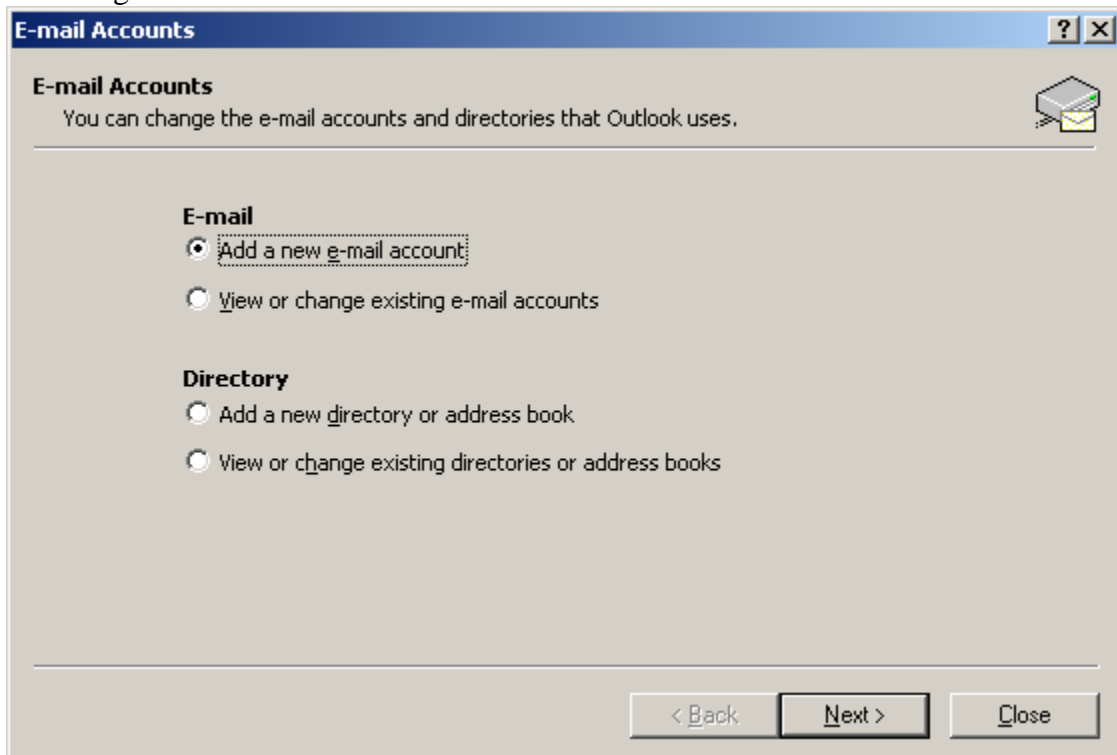 E-mail Accounts
?
E-mail Accounts
You can change the e-mail accounts and directories that Outlook uses.
E-mail
Add a new e-mail account
View or change existing e-mail accounts
Directory
Add a new directory or address book
View or change existing directories or address books
< Back Next > Close